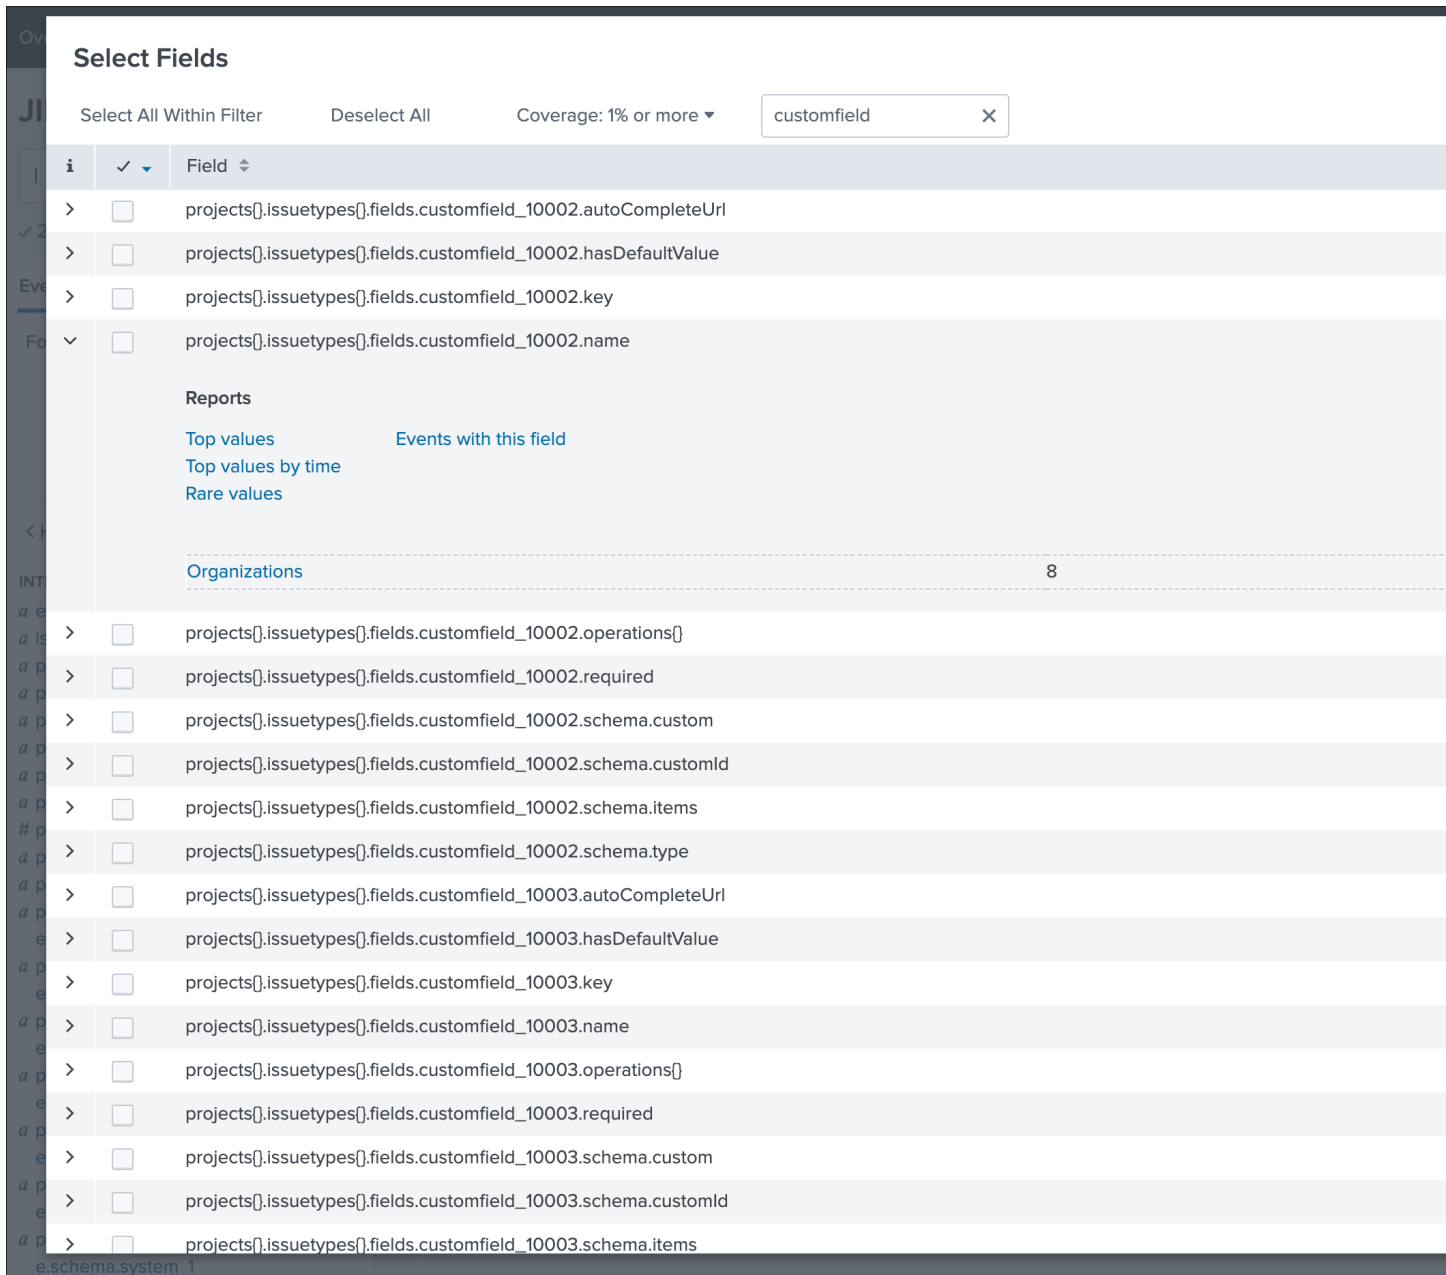 Select Fields
Select All Within Filter Deselect All Coverage: 1% or more customfield
i Field
projects{}.issuetypes{}.fields.customfield_10002.autoCompleteUrl
projects{}.issuetypes{}.fields.customfield_10002.hasDefaultValue
projects{}.issuetypes{}.fields.customfield_10002.key
projects{}.issuetypes{}.fields.customfield_10002.name
Reports
Top values Events with this field
Top values by time
Rare values
Organizations 8
projects{}.issuetypes{}.fields.customfield_10002.operations{}
projects{}.issuetypes{}.fields.customfield_10002.required
projects{}.issuetypes{}.fields.customfield_10002.schema.custom
projects{}.issuetypes{}.fields.customfield_10002.schema.customId
projects{}.issuetypes{}.fields.customfield_10002.schema.items
projects{}.issuetypes{}.fields.customfield_10002.schema.type
projects{}.issuetypes{}.fields.customfield_10003.autoCompleteUrl
projects{}.issuetypes{}.fields.customfield_10003.hasDefaultValue
projects{}.issuetypes{}.fields.customfield_10003.key
projects{}.issuetypes{}.fields.customfield_10003.name
projects{}.issuetypes{}.fields.customfield_10003.operations{}
projects{}.issuetypes{}.fields.customfield_10003.required
projects{}.issuetypes{}.fields.customfield_10003.schema.custom
projects{}.issuetypes{}.fields.customfield_10003.schema.customId
projects{}.issuetypes{}.fields.customfield_10003.schema.items
e.schema.system 1